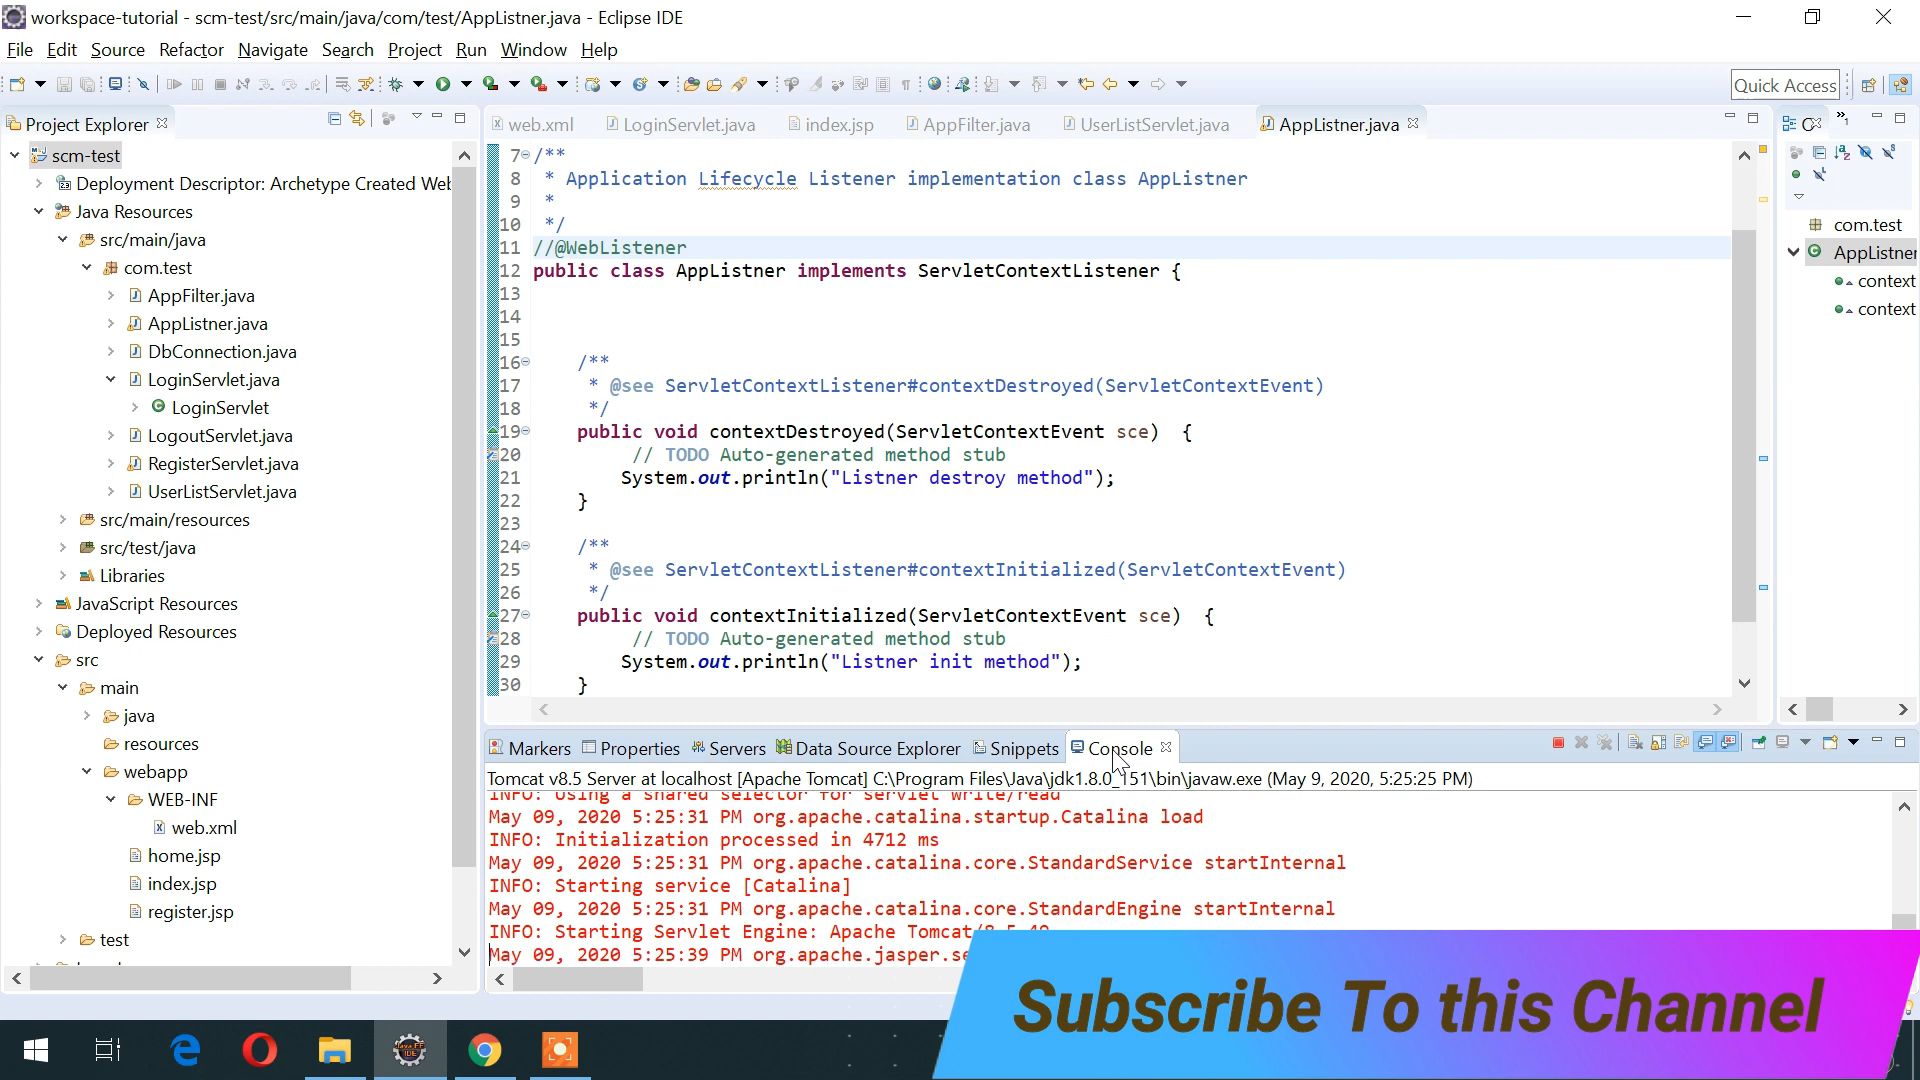 workspace-tutorial - scm-test/src/main/java/com/test/AppListner.java - Eclipse IDE
File Edit Source Refactor Navigate Search Project Run Window Help
Quick Access
Project Explorer
scm-test
Deployment Descriptor: Archetype Created Wel
Java Resources
src/main/java
com.test
AppFilter.java
AppListner.java
DbConnection.java
LoginServlet.java
LoginServlet
LogoutServlet.java
RegisterServlet.java
UserListServlet.java
src/main/resources
src/test/java
Libraries
JavaScript Resources
Deployed Resources
src
main
java
resources
webapp
WEB-INF
web.xml
home.jsp
index.jsp
register.jsp
test
web.xml LoginServlet.java index.jsp AppFilter.java UserListServlet.java AppListner.java
7 /**
8 * Application Lifecycle Listener implementation class AppListner
9 *
10 */
11 //@WebListener
12 public class AppListner implements ServletContextListener {
13
14
15
16 /**
17 * @see ServletContextListener#contextDestroyed(ServletContextEvent)
18 */
19 public void contextDestroyed(ServletContextEvent sce) {
20 // TODO Auto-generated method stub
21 System.out.println("Listner destroy method");
22 }
23
24 /**
25 * @see ServletContextListener#contextInitialized(ServletContextEvent)
26 */
27 public void contextInitialized(ServletContextEvent sce) {
28 // TODO Auto-generated method stub
29 System.out.println("Listner init method");
30 }
com.test
AppListner
context
context
Markers Properties Servers Data Source Explorer Snippets Console
Tomcat v8.5 Server at localhost [Apache Tomcat] C:\Program Files\Java\jdk1.8.0_151\bin\javaw.exe (May 9, 2020, 5:25:25 PM)
INFO: Using a shared selector for servlet write/read
May 09, 2020 5:25:31 PM org.apache.catalina.startup.Catalina load
INFO: Initialization processed in 4712 ms
May 09, 2020 5:25:31 PM org.apache.catalina.core.StandardService startInternal
INFO: Starting service [Catalina]
May 09, 2020 5:25:31 PM org.apache.catalina.core.StandardEngine startInternal
INFO: Starting Servlet Engine: Apache Tomcat
May 09, 2020 5:25:39 PM org.apache.jasper.se
Subscribe To this Channel